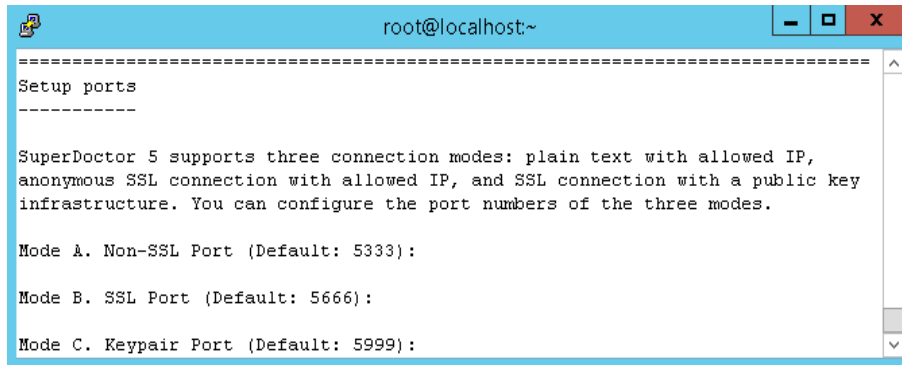 root@localhost:~
================================================================================
Setup ports
-----------
SuperDoctor 5 supports three connection modes: plain text with allowed IP,
anonymous SSL connection with allowed IP, and SSL connection with a public key
infrastructure. You can configure the port numbers of the three modes.
Mode A. Non-SSL Port (Default: 5333):
Mode B. SSL Port (Default: 5666):
Mode C. Keypair Port (Default: 5999):